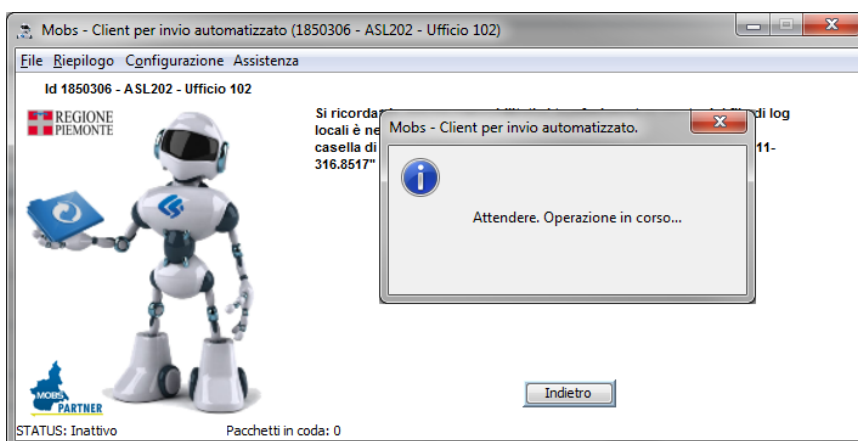 Mobs - Client per invio automatizzato (1850306 - ASL202 - Ufficio 102)
File Riepilogo Configurazione Assistenza
Id 1850306 - ASL202 - Ufficio 102
REGIONE
PIEMONTE
Si ricorda di log
locali è ne
casella di 11-
316.8517"
Mobs - Client per invio automatizzato.
Attendere. Operazione in corso...
Indietro
MOBS
PARTNER
STATUS: Inattivo Pacchetti in coda: 0